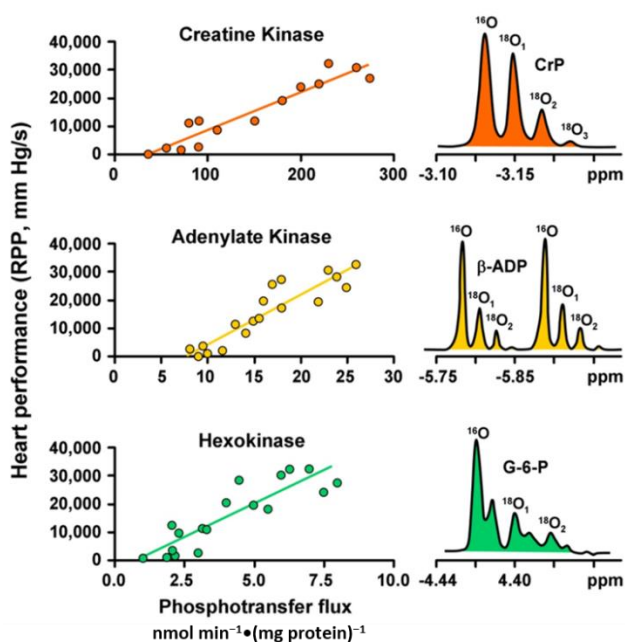 Heart performance (RPP, mm Hg/s)
Creatine Kinase
40,000
30,000
20,000
10,000
0
0 100 200 300
¹⁶O
¹⁸O₁
CrP
¹⁸O₂
¹⁸O₃
-3.10 -3.15 ppm
Adenylate Kinase
40,000
30,000
20,000
10,000
0
0 5 10 15 20 25 30
¹⁶O ¹⁶O
β-ADP
¹⁸O₁ ¹⁸O₁
¹⁸O₂ ¹⁸O₂
-5.75 -5.85 ppm
Hexokinase
40,000
30,000
20,000
10,000
0
0.0 2.5 5.0 7.5 10.0
¹⁶O
G-6-P
¹⁸O₁
¹⁸O₂
-4.44 4.40 ppm
Phosphotransfer flux
nmol min⁻¹•(mg protein)⁻¹